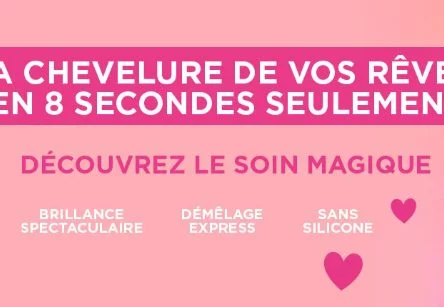 A CHEVELURE DE VOS RÊVE
EN 8 SECONDES SEULEMEN
DÉCOUVREZ LE SOIN MAGIQUE
BRILLANCE
SPECTACULAIRE
DÉMÊLAGE
EXPRESS
SANS
SILICONE